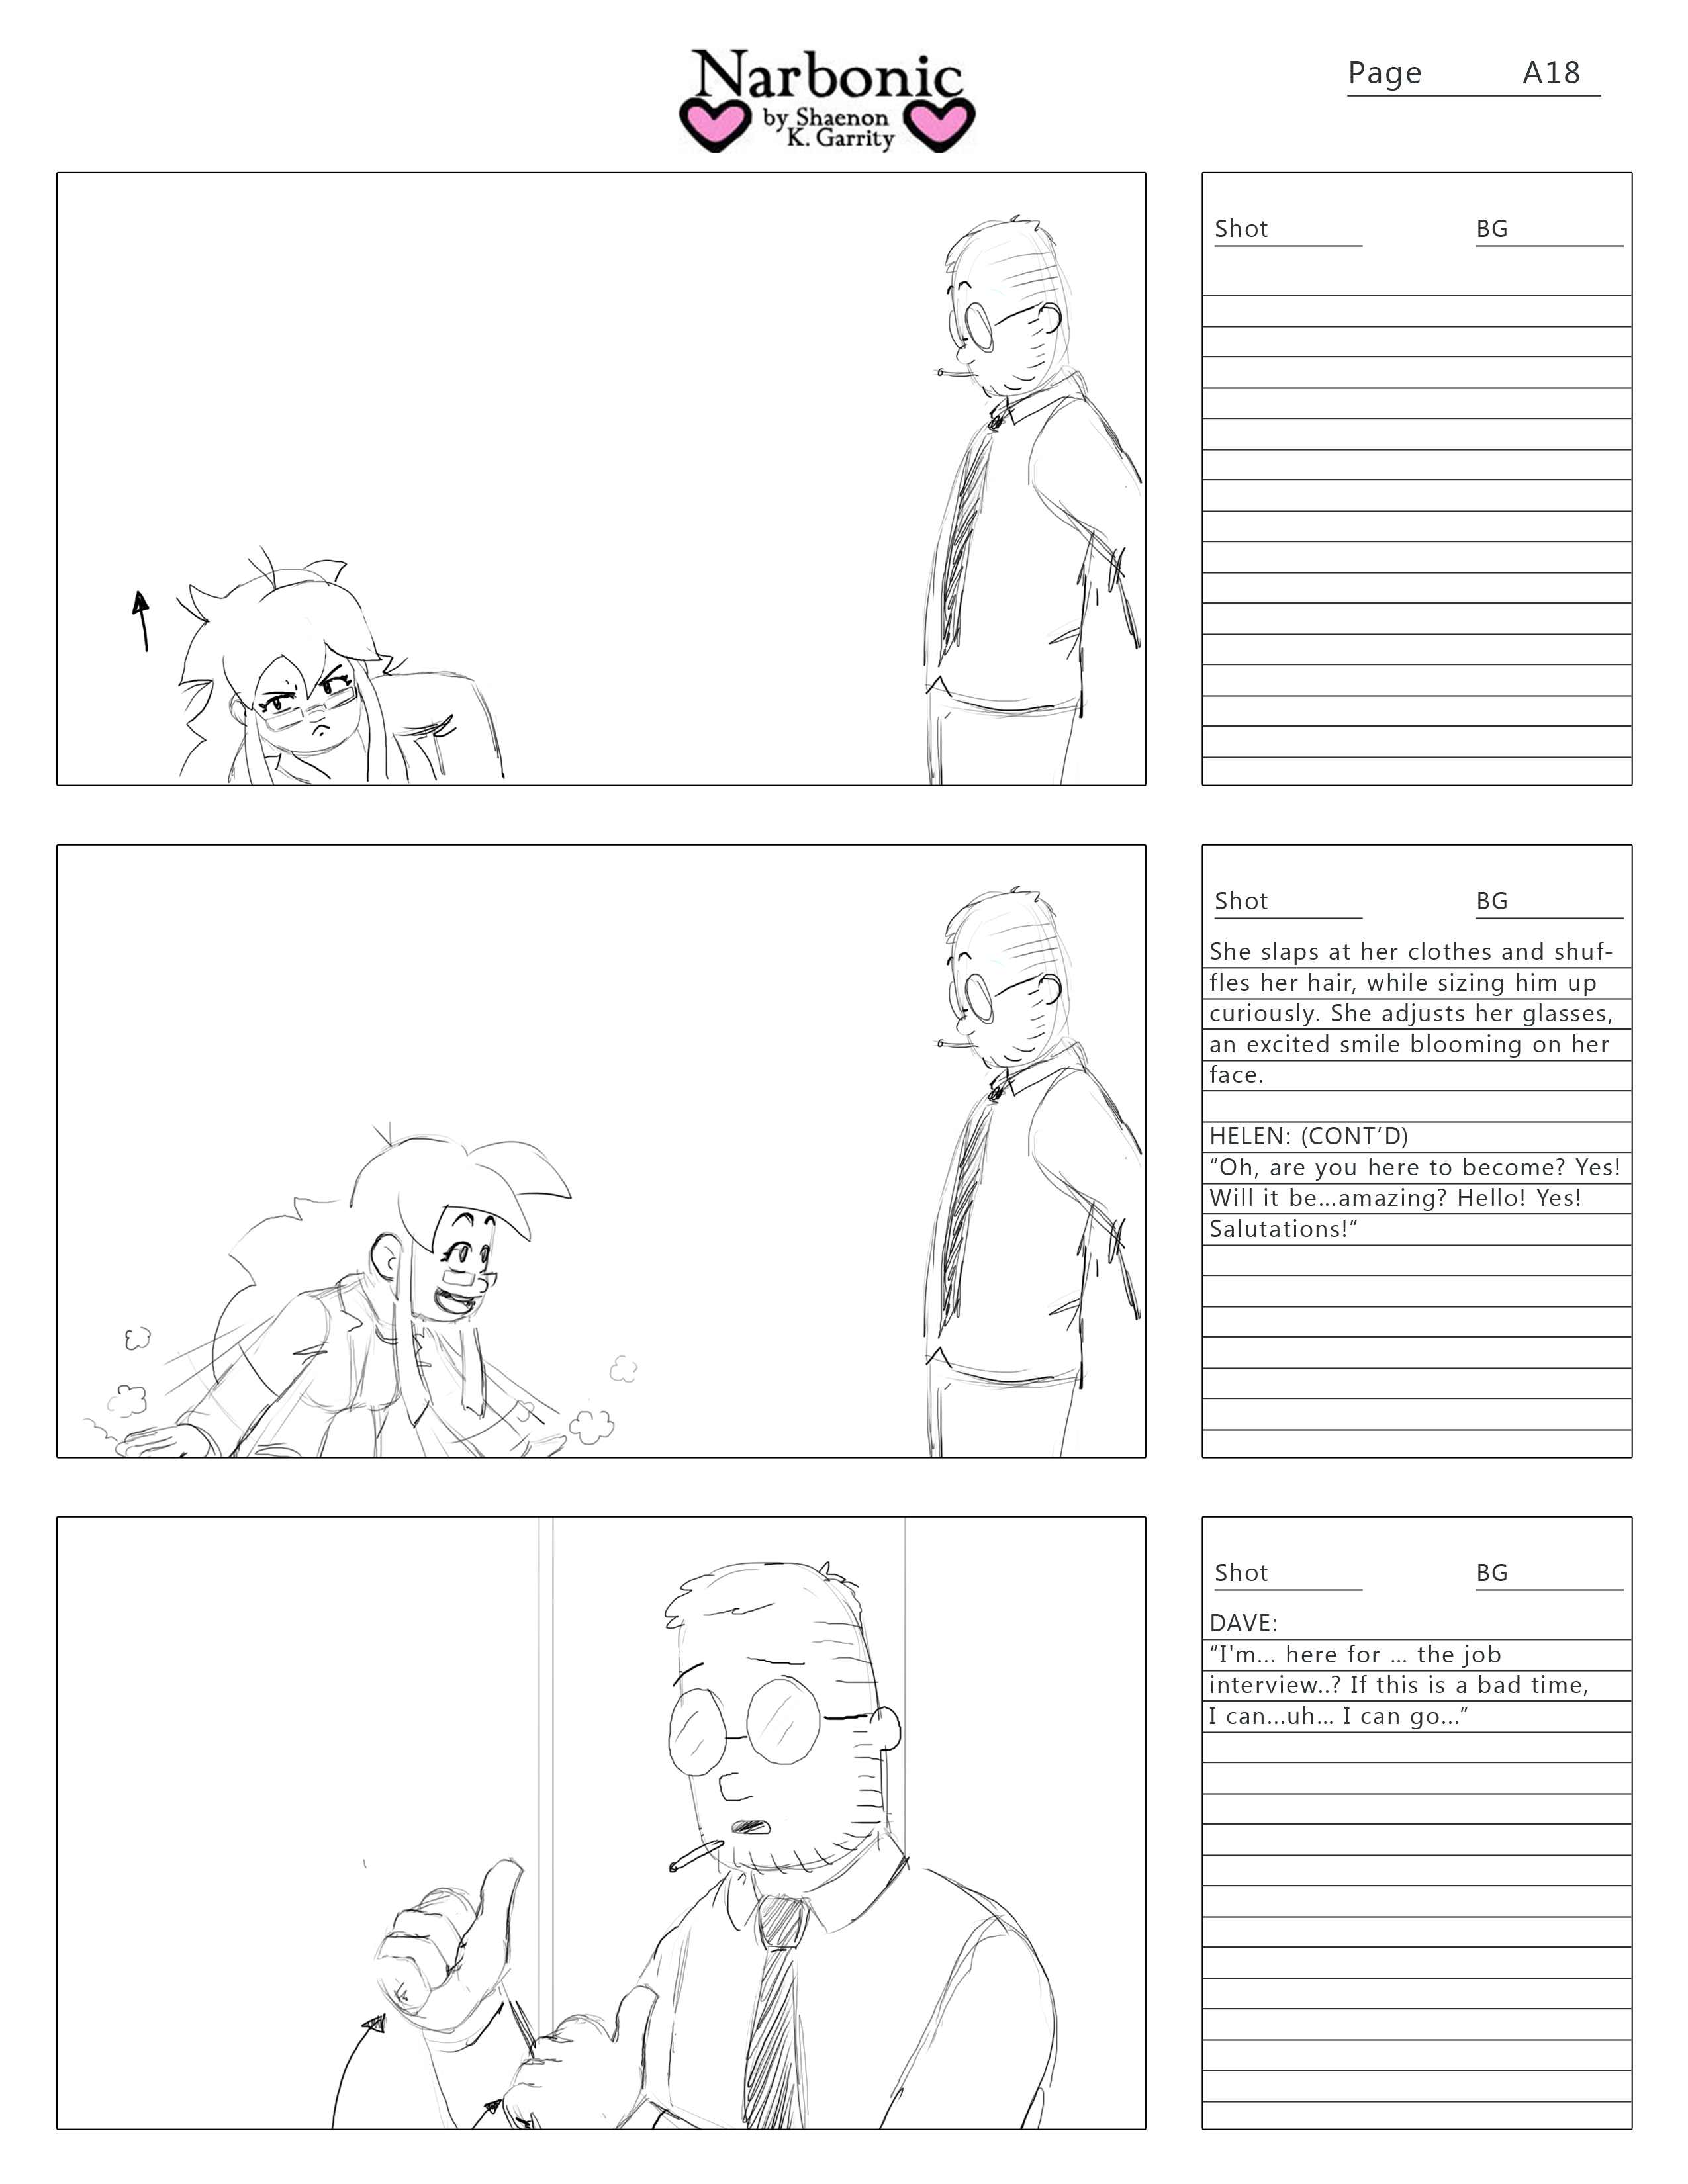 Narbonic
by Shaenon
K. Garrity
Page A18
Shot BG
Shot BG
She slaps at her clothes and shuf-
fles her hair, while sizing him up
curiously. She adjusts her glasses,
an excited smile blooming on her
face.
HELEN: (CONT’D)
“Oh, are you here to become? Yes!
Will it be...amazing? Hello! Yes!
Salutations!”
Shot BG
DAVE:
“I'm... here for ... the job
interview..? If this is a bad time,
I can...uh... I can go...”